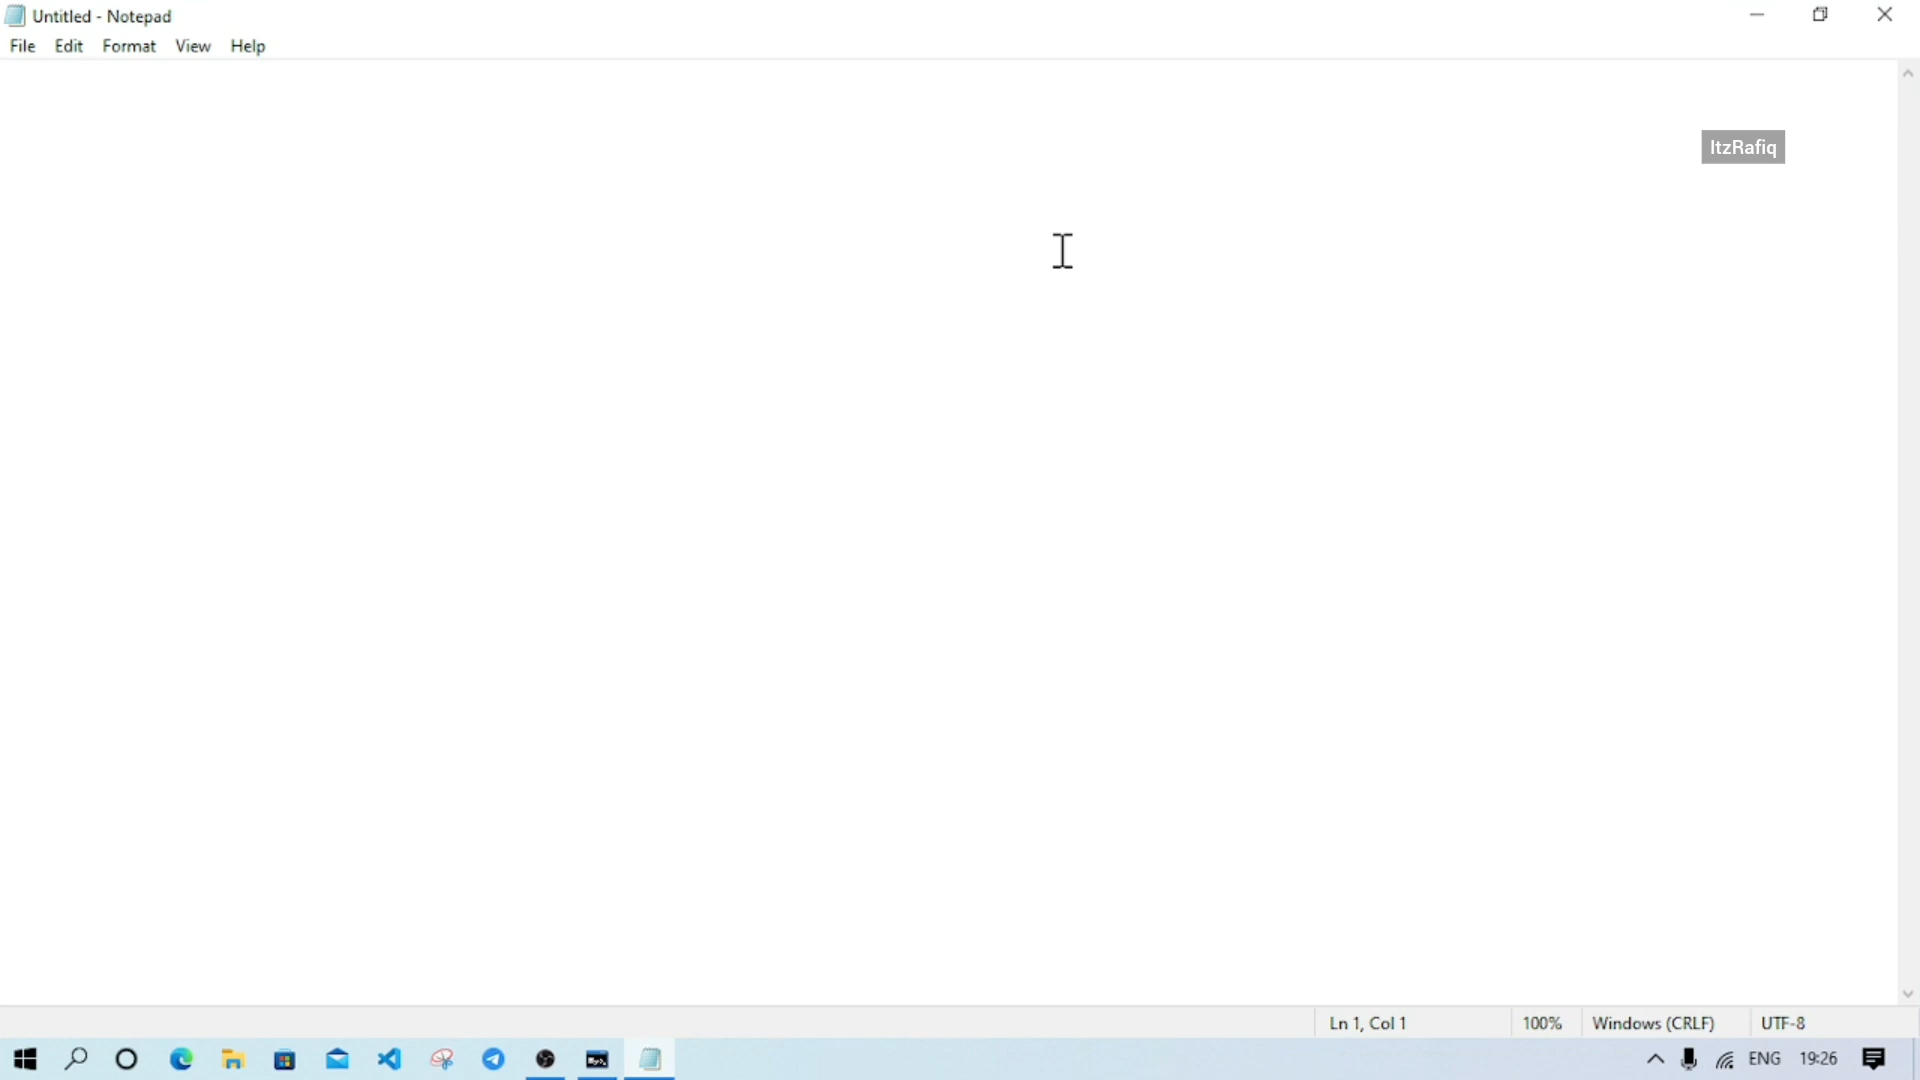 Untitled - Notepad
File Edit Format View Help
ItzRafiq
Ln 1, Col 1 100% Windows (CRLF) UTF-8
ENG 19:26